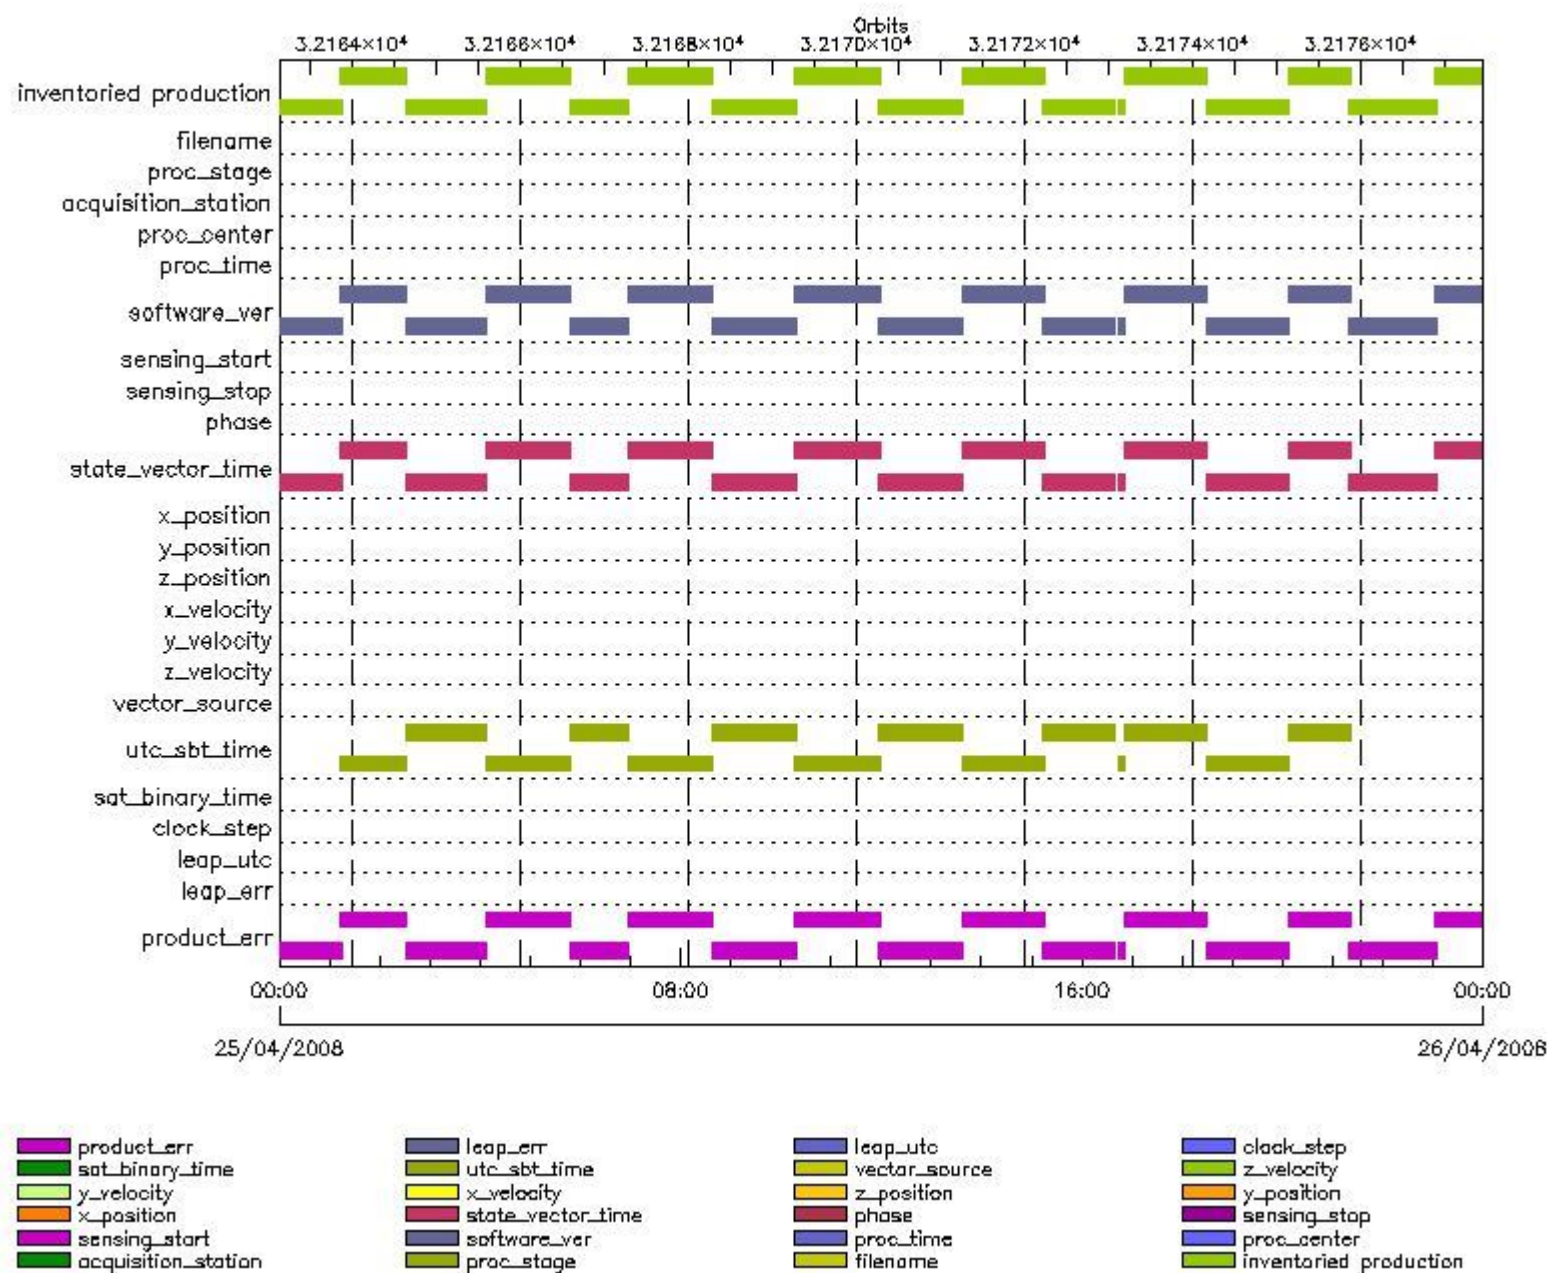 Orbits
3.2164×10⁴ 3.2166×10⁴ 3.2168×10⁴ 3.2170×10⁴ 3.2172×10⁴ 3.2174×10⁴ 3.2176×10⁴
inventoried production
filename
proc_stage
acquisition_station
proc_center
proc_time
software_ver
sensing_start
sensing_stop
phase
state_vector_time
x_position
y_position
z_position
x_velocity
y_velocity
z_velocity
vector_source
utc_sbt_time
sat_binary_time
clock_step
leap_utc
leap_err
product_err
00:00 08:00 16:00 00:00
25/04/2008 26/04/2008
product_err leap_err leap_utc clock_step
sat_binary_time utc_sbt_time vector_source z_velocity
y_velocity x_velocity z_position y_position
x_position state_vector_time phase sensing_stop
sensing_start software_ver proc_time proc_center
acquisition_station proc_stage filename inventoried production